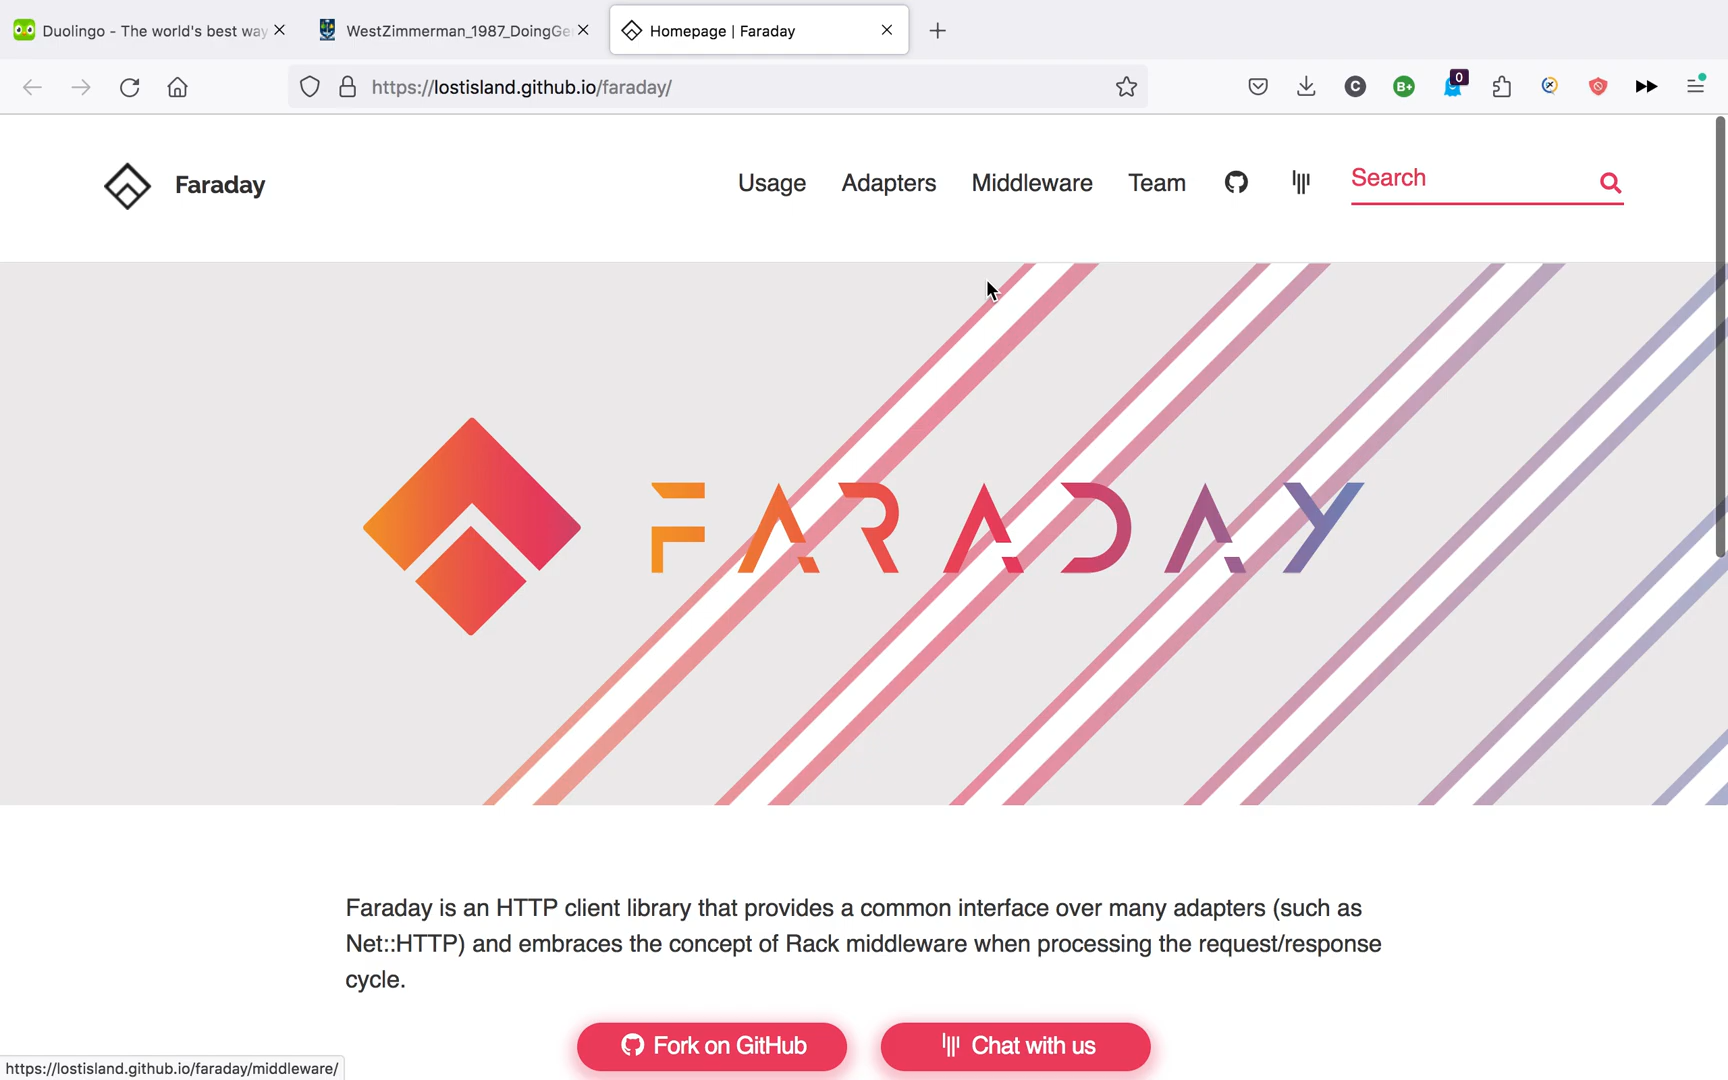 Duolingo - The world's best way
WestZimmerman_1987_DoingGe
Homepage | Faraday
https://lostisland.github.io/faraday/
C
B+
0
Faraday
Usage
Adapters
Middleware
Team
Search
FARADAY
Faraday is an HTTP client library that provides a common interface over many adapters (such as
Net::HTTP) and embraces the concept of Rack middleware when processing the request/response
cycle.
Fork on GitHub
Chat with us
https://lostisland.github.io/faraday/middleware/